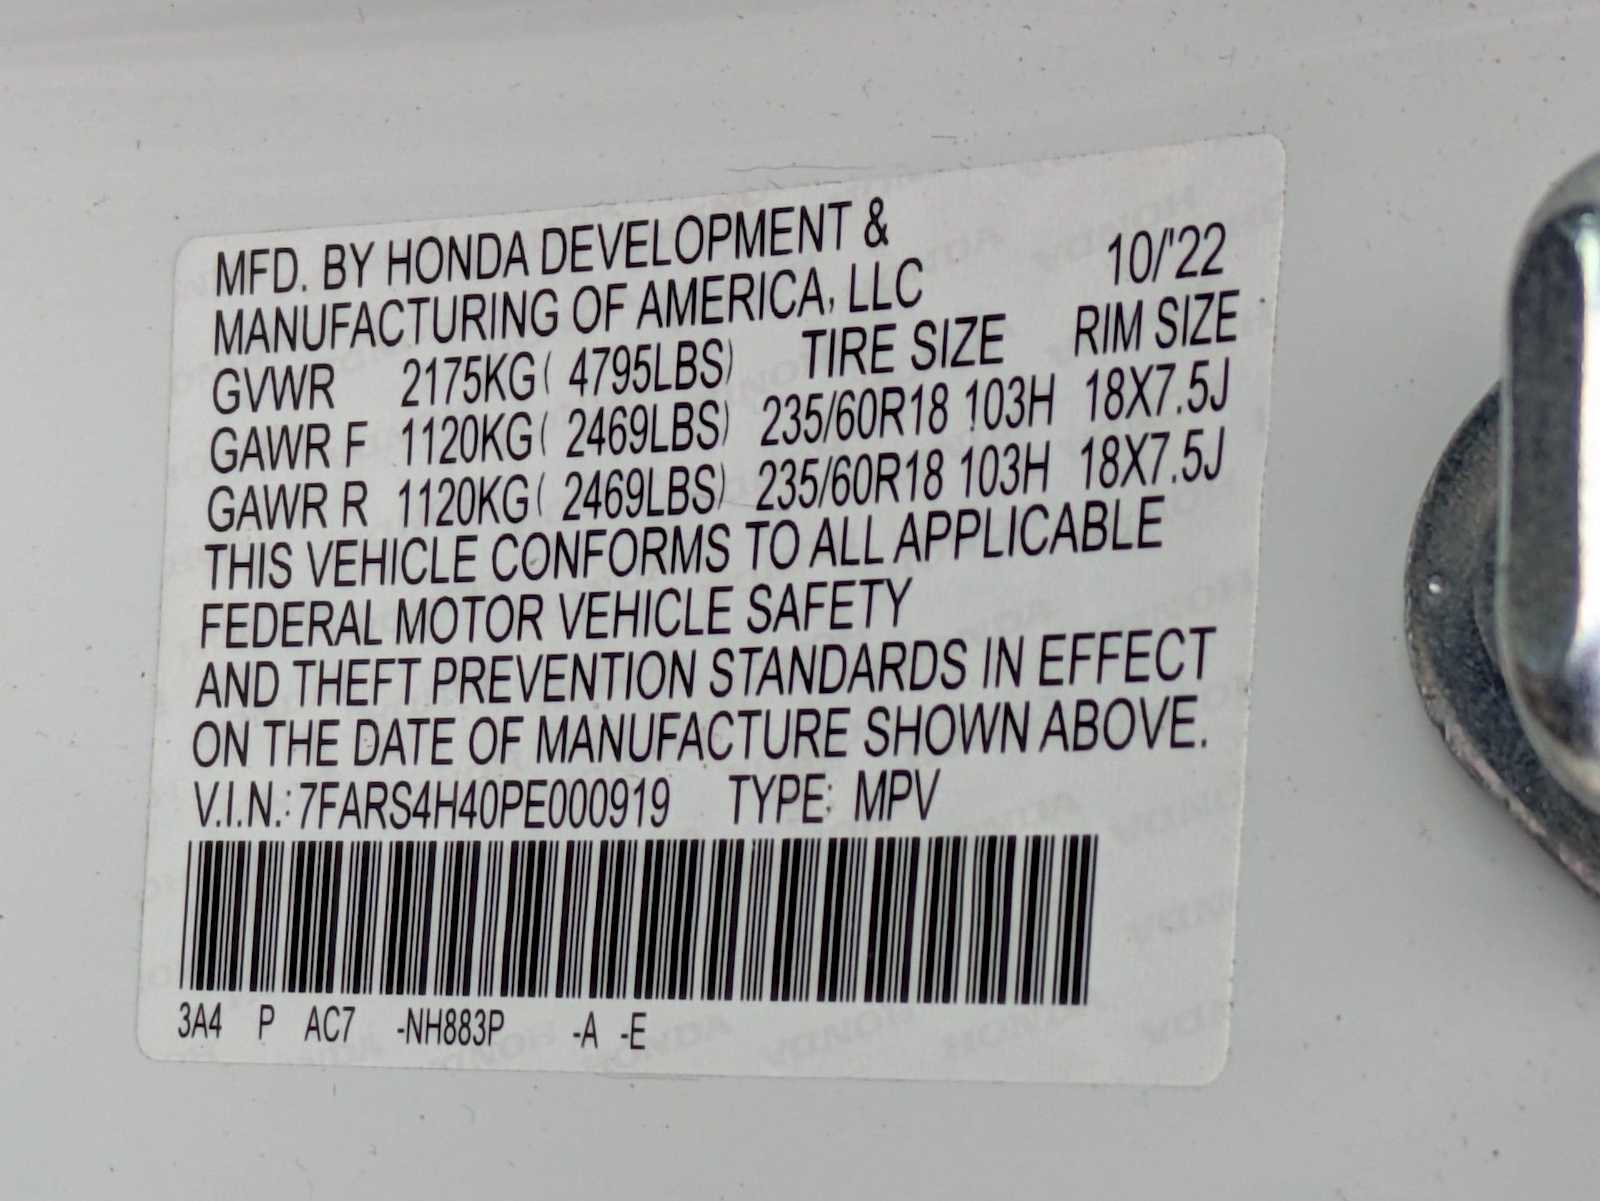 MFD. BY HONDA DEVELOPMENT &
MANUFACTURING OF AMERICA, LLC 10/'22
GVWR 2175KG( 4795LBS) TIRE SIZE RIM SIZE
GAWR F 1120KG( 2469LBS) 235/60R18 103H 18X7.5J
GAWR R 1120KG( 2469LBS) 235/60R18 103H 18X7.5J
THIS VEHICLE CONFORMS TO ALL APPLICABLE
FEDERAL MOTOR VEHICLE SAFETY
AND THEFT PREVENTION STANDARDS IN EFFECT
ON THE DATE OF MANUFACTURE SHOWN ABOVE.
V.I.N.: 7FARS4H40PE000919 TYPE: MPV
3A4 P AC7 -NH883P -A -E